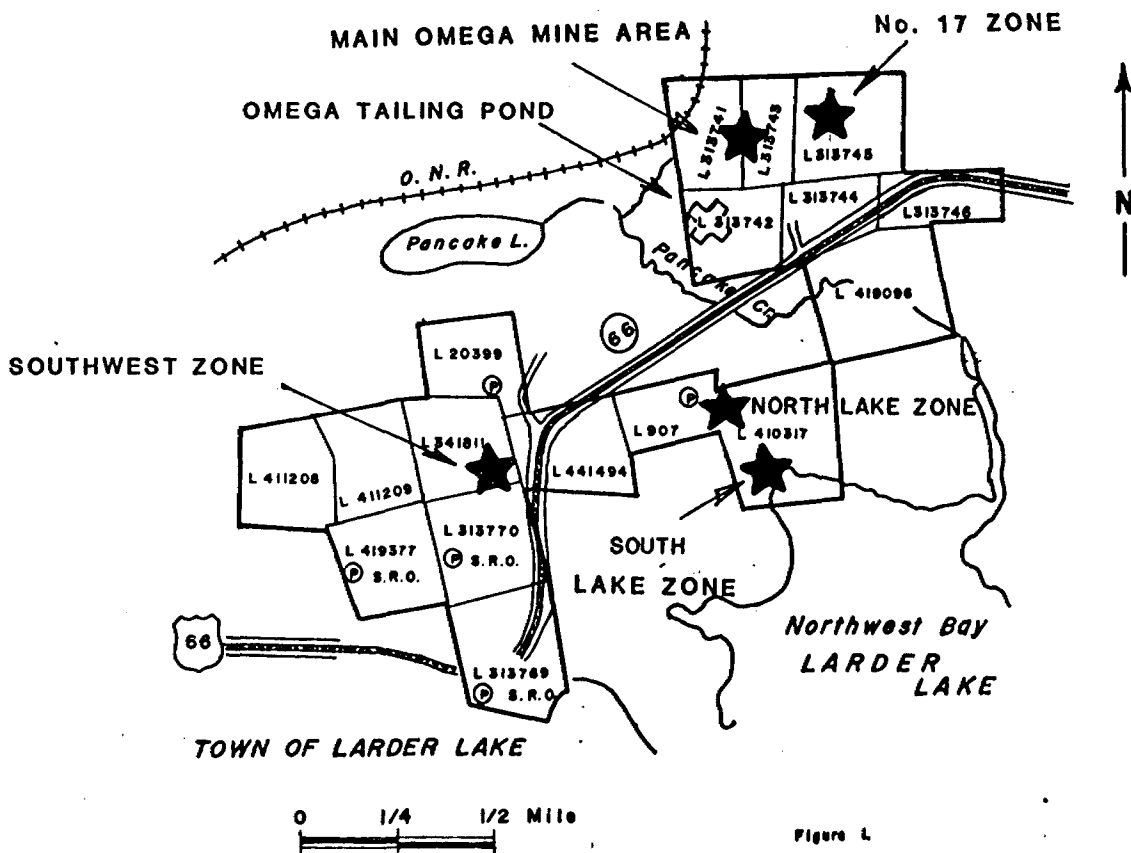 MAIN OMEGA MINE AREA
No. 17 ZONE
OMEGA TAILING POND
O. N. R.
L 313741
L 313743
L 313745
N
L 313742
L 313744
L 313746
Pancake L.
Pancake Cr.
L 419096
66
L 20399
P
SOUTHWEST ZONE
P
NORTH LAKE ZONE
L 907
L 410317
L 341811
L 411208
L 411209
L 441494
L 313770
P S.R.O.
L 419377
P S.R.O.
SOUTH
LAKE ZONE
66
Northwest Bay
LARDER
LAKE
L 313769
P S.R.O.
TOWN OF LARDER LAKE
0 1/4 1/2 Mile
Figure 1.